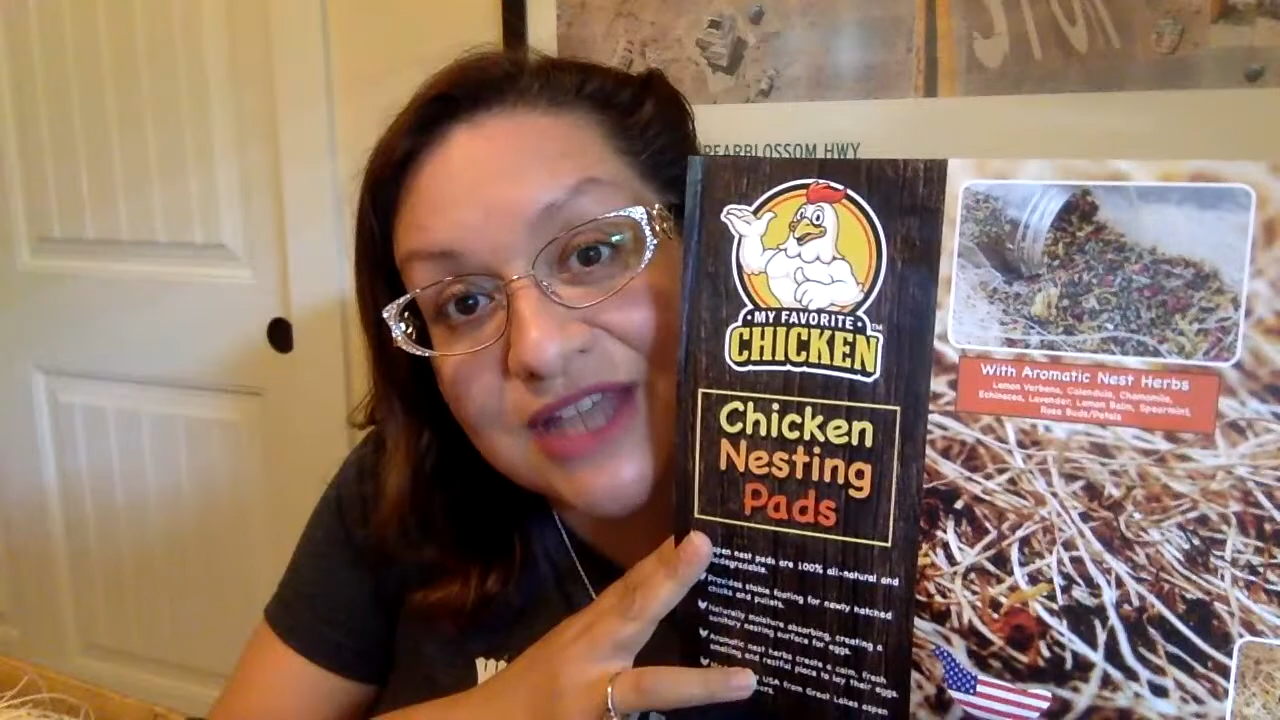 PEARBLOSSOM HWY.
MY FAVORITE
CHICKEN
™
Chicken
Nesting
Pads
pen nest pads are 100% all-natural and
odegradable.
Provides stable footing for newly hatched
chicks and pullets.
Naturally moisture absorbing, creating a
sanitary nesting surface for eggs.
Aromatic nest herbs create a calm, fresh
smelling and restful place to lay their eggs.
USA from Great Lakes aspen
With Aromatic Nest Herbs
Lemon Verbena, Calendula, Chamomile,
Echinacea, Lavender, Lemon Balm, Spearmint,
Rose Buds/Petals